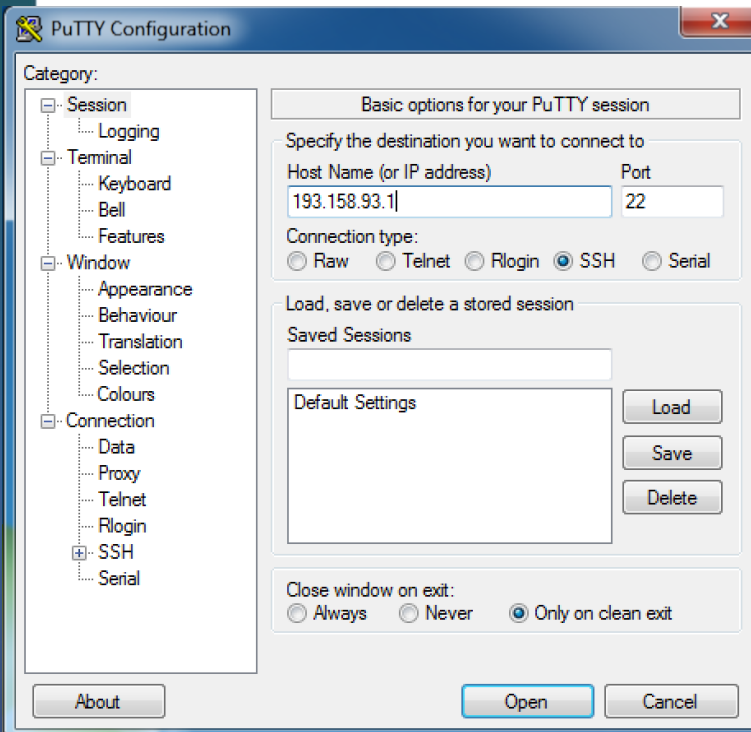 PuTTY Configuration
Category:
Session
Logging
Terminal
Keyboard
Bell
Features
Window
Appearance
Behaviour
Translation
Selection
Colours
Connection
Data
Proxy
Telnet
Rlogin
SSH
Serial
Basic options for your PuTTY session
Specify the destination you want to connect to
Host Name (or IP address) Port
193.158.93.1 22
Connection type:
Raw Telnet Rlogin SSH Serial
Load, save or delete a stored session
Saved Sessions
Default Settings
Load
Save
Delete
Close window on exit:
Always Never Only on clean exit
About Open Cancel